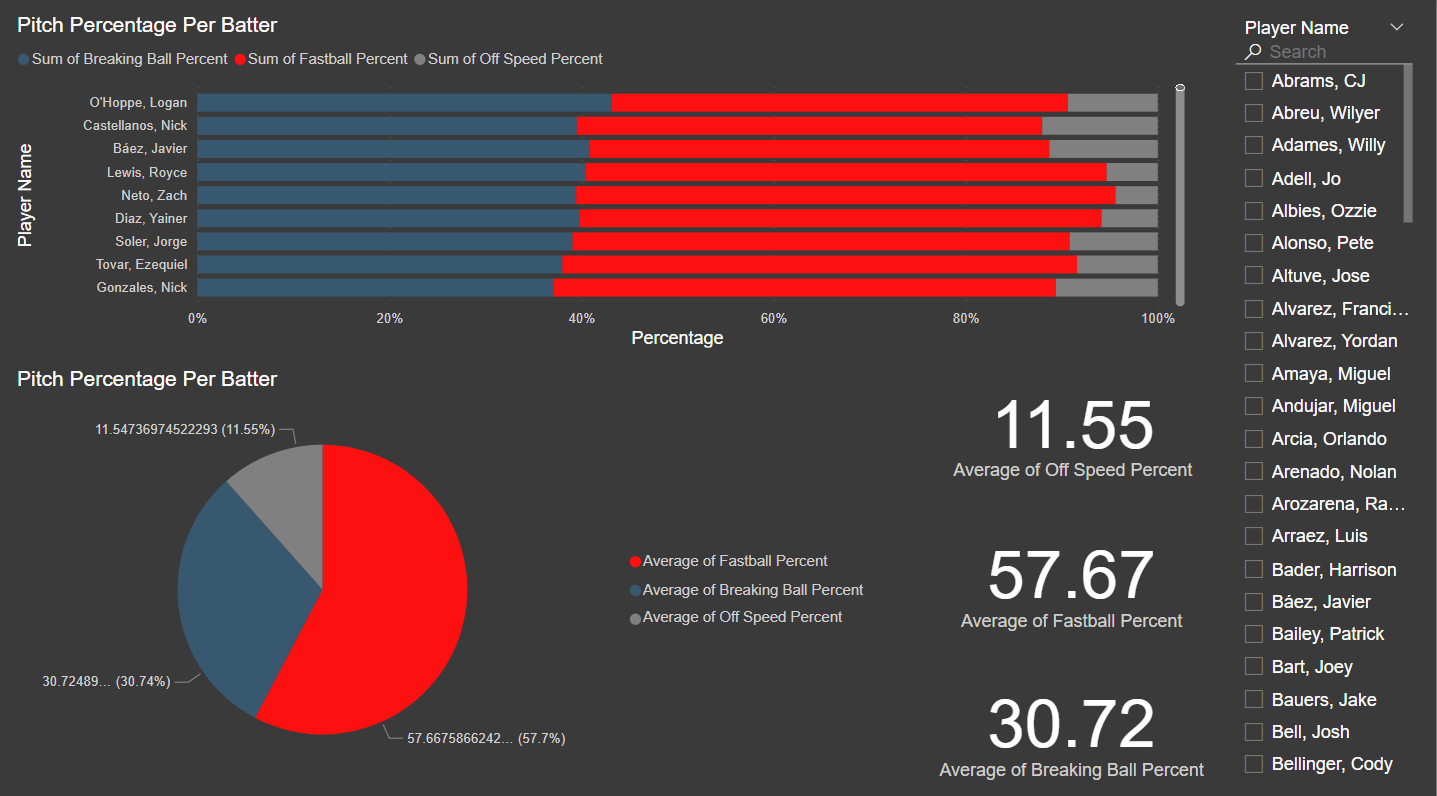 Pitch Percentage Per Batter
Sum of Breaking Ball Percent Sum of Fastball Percent Sum of Off Speed Percent
Player Name
O'Hoppe, Logan
Castellanos, Nick
Báez, Javier
Lewis, Royce
Neto, Zach
Diaz, Yainer
Soler, Jorge
Tovar, Ezequiel
Gonzales, Nick
0% 20% 40% 60% 80% 100%
Percentage
Pitch Percentage Per Batter
11.54736974522293 (11.55%)
30.72489... (30.74%)
57.6675866242... (57.7%)
Average of Fastball Percent
Average of Breaking Ball Percent
Average of Off Speed Percent
11.55
Average of Off Speed Percent
57.67
Average of Fastball Percent
30.72
Average of Breaking Ball Percent
Player Name
Search
Abrams, CJ
Abreu, Wilyer
Adames, Willy
Adell, Jo
Albies, Ozzie
Alonso, Pete
Altuve, Jose
Alvarez, Franci...
Alvarez, Yordan
Amaya, Miguel
Andujar, Miguel
Arcia, Orlando
Arenado, Nolan
Arozarena, Ra...
Arraez, Luis
Bader, Harrison
Báez, Javier
Bailey, Patrick
Bart, Joey
Bauers, Jake
Bell, Josh
Bellinger, Cody